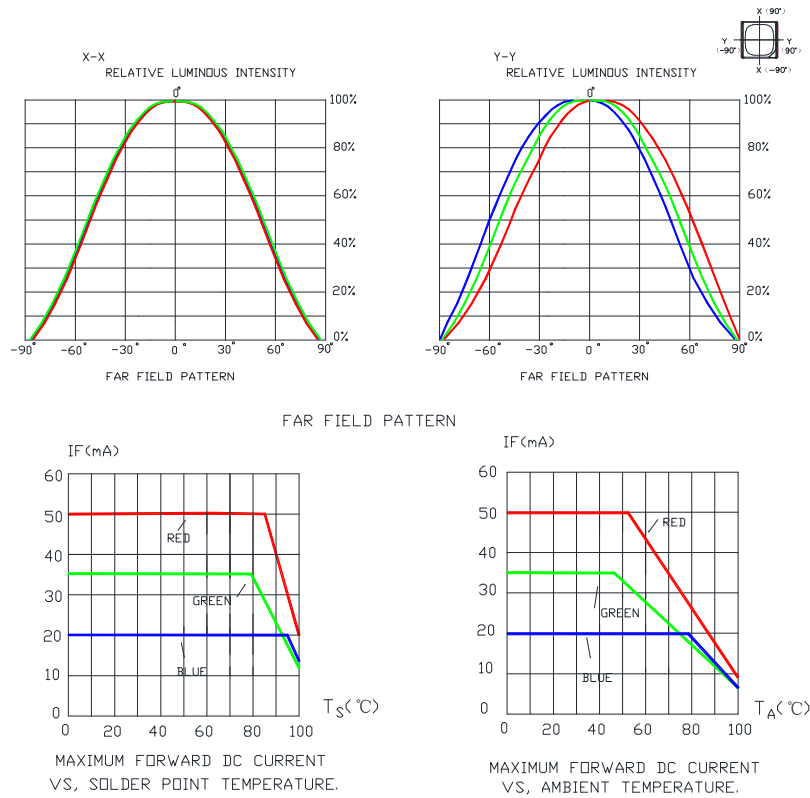 X (90°)
Y Y
(-90°) (90°)
X (-90°)
X-X
RELATIVE LUMINOUS INTENSITY
0°
100%
80%
60%
40%
20%
0%
-90° -60° -30° 0° 30° 60° 90°
FAR FIELD PATTERN
Y-Y
RELATIVE LUMINOUS INTENSITY
0°
100%
80%
60%
40%
20%
0%
-90° -60° -30° 0° 30° 60° 90°
FAR FIELD PATTERN
FAR FIELD PATTERN
IF(mA)
60
50
40
30
20
10
0
RED
GREEN
BLUE
0 20 40 60 80 100
TS(℃)
MAXIMUM FORWARD DC CURRENT
VS, SOLDER POINT TEMPERATURE.
IF(mA)
60
50
40
30
20
10
0
RED
GREEN
BLUE
0 20 40 60 80 100
TA(℃)
MAXIMUM FORWARD DC CURRENT
VS, AMBIENT TEMPERATURE.